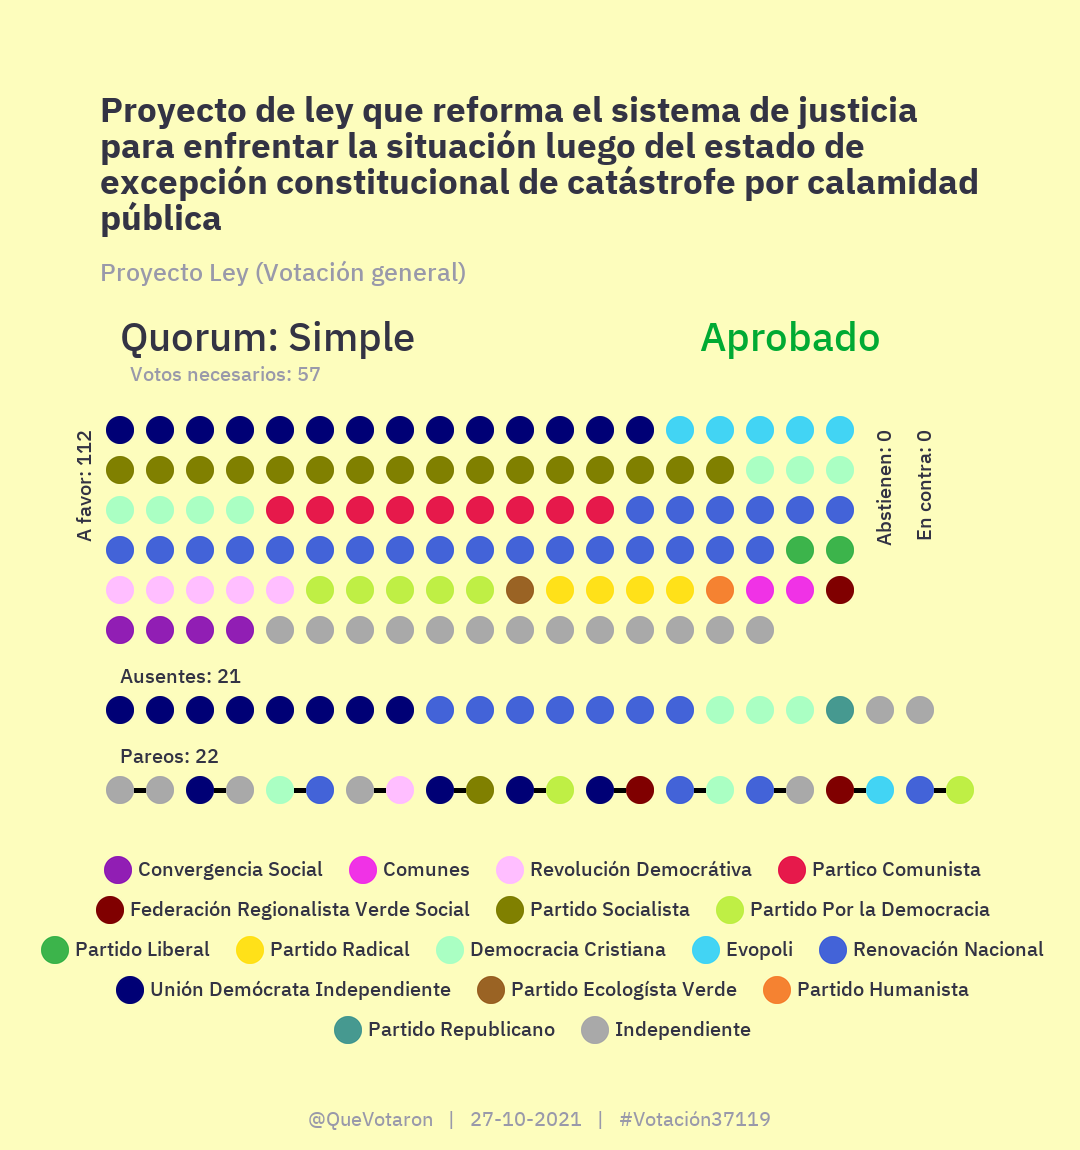 Proyecto de ley que reforma el sistema de justicia
para enfrentar la situación luego del estado de
excepción constitucional de catástrofe por calamidad
pública
Proyecto Ley (Votación general)
Quorum: Simple
Aprobado
Votos necesarios: 57
A favor: 112
Abstienen: 0
En contra: 0
Ausentes: 21
Pareos: 22
Convergencia Social Comunes Revolución Democrátiva Partico Comunista
Federación Regionalista Verde Social Partido Socialista Partido Por la Democracia
Partido Liberal Partido Radical Democracia Cristiana Evopoli Renovación Nacional
Unión Demócrata Independiente Partido Ecologísta Verde Partido Humanista
Partido Republicano Independiente
@QueVotaron | 27-10-2021 | #Votación37119